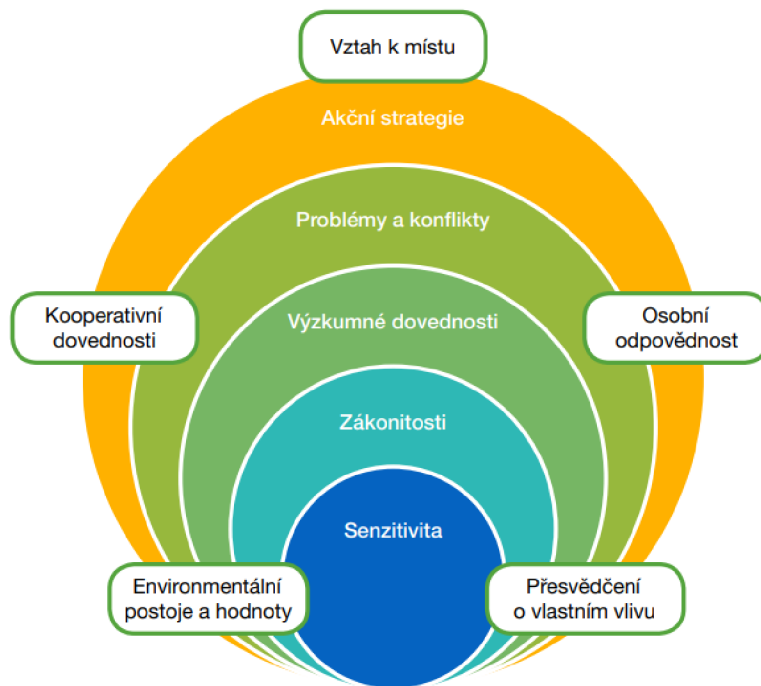 Vztah k místu
Akční strategie
Problémy a konflikty
Kooperativní
dovednosti
Výzkumné dovednosti
Osobní
odpovědnost
Zákonitosti
Senzitivita
Environmentální
postoje a hodnoty
Přesvědčení
o vlastním vlivu